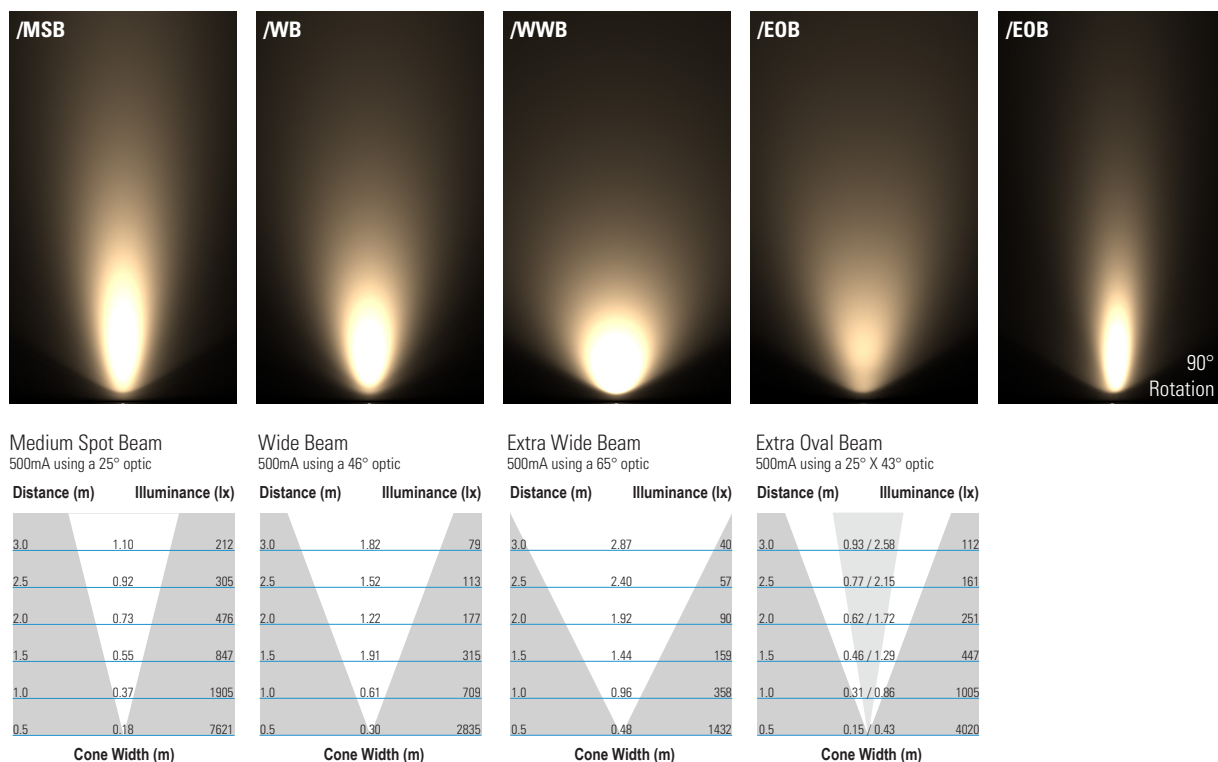 /MSB
/WB
/WWB
/EOB
/EOB
90°
Rotation
Medium Spot Beam
500mA using a 25° optic
Distance (m) Illuminance (lx)
3.0 1.10 212
2.5 0.92 305
2.0 0.73 476
1.5 0.55 847
1.0 0.37 1905
0.5 0.18 7621
Cone Width (m)
Wide Beam
500mA using a 46° optic
Distance (m) Illuminance (lx)
3.0 1.82 79
2.5 1.52 113
2.0 1.22 177
1.5 1.91 315
1.0 0.61 709
0.5 0.30 2835
Cone Width (m)
Extra Wide Beam
500mA using a 65° optic
Distance (m) Illuminance (lx)
3.0 2.87 40
2.5 2.40 57
2.0 1.92 90
1.5 1.44 159
1.0 0.96 358
0.5 0.48 1432
Cone Width (m)
Extra Oval Beam
500mA using a 25° X 43° optic
Distance (m) Illuminance (lx)
3.0 0.93 / 2.58 112
2.5 0.77 / 2.15 161
2.0 0.62 / 1.72 251
1.5 0.46 / 1.29 447
1.0 0.31 / 0.86 1005
0.5 0.15 / 0.43 4020
Cone Width (m)